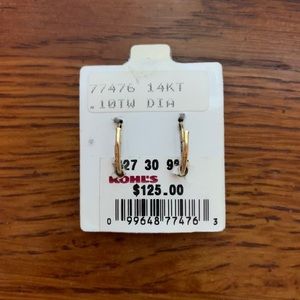 77476 14KT
.10TW DIA
27 30 9
KOHL'S
$125.00
0 99648 77476 3